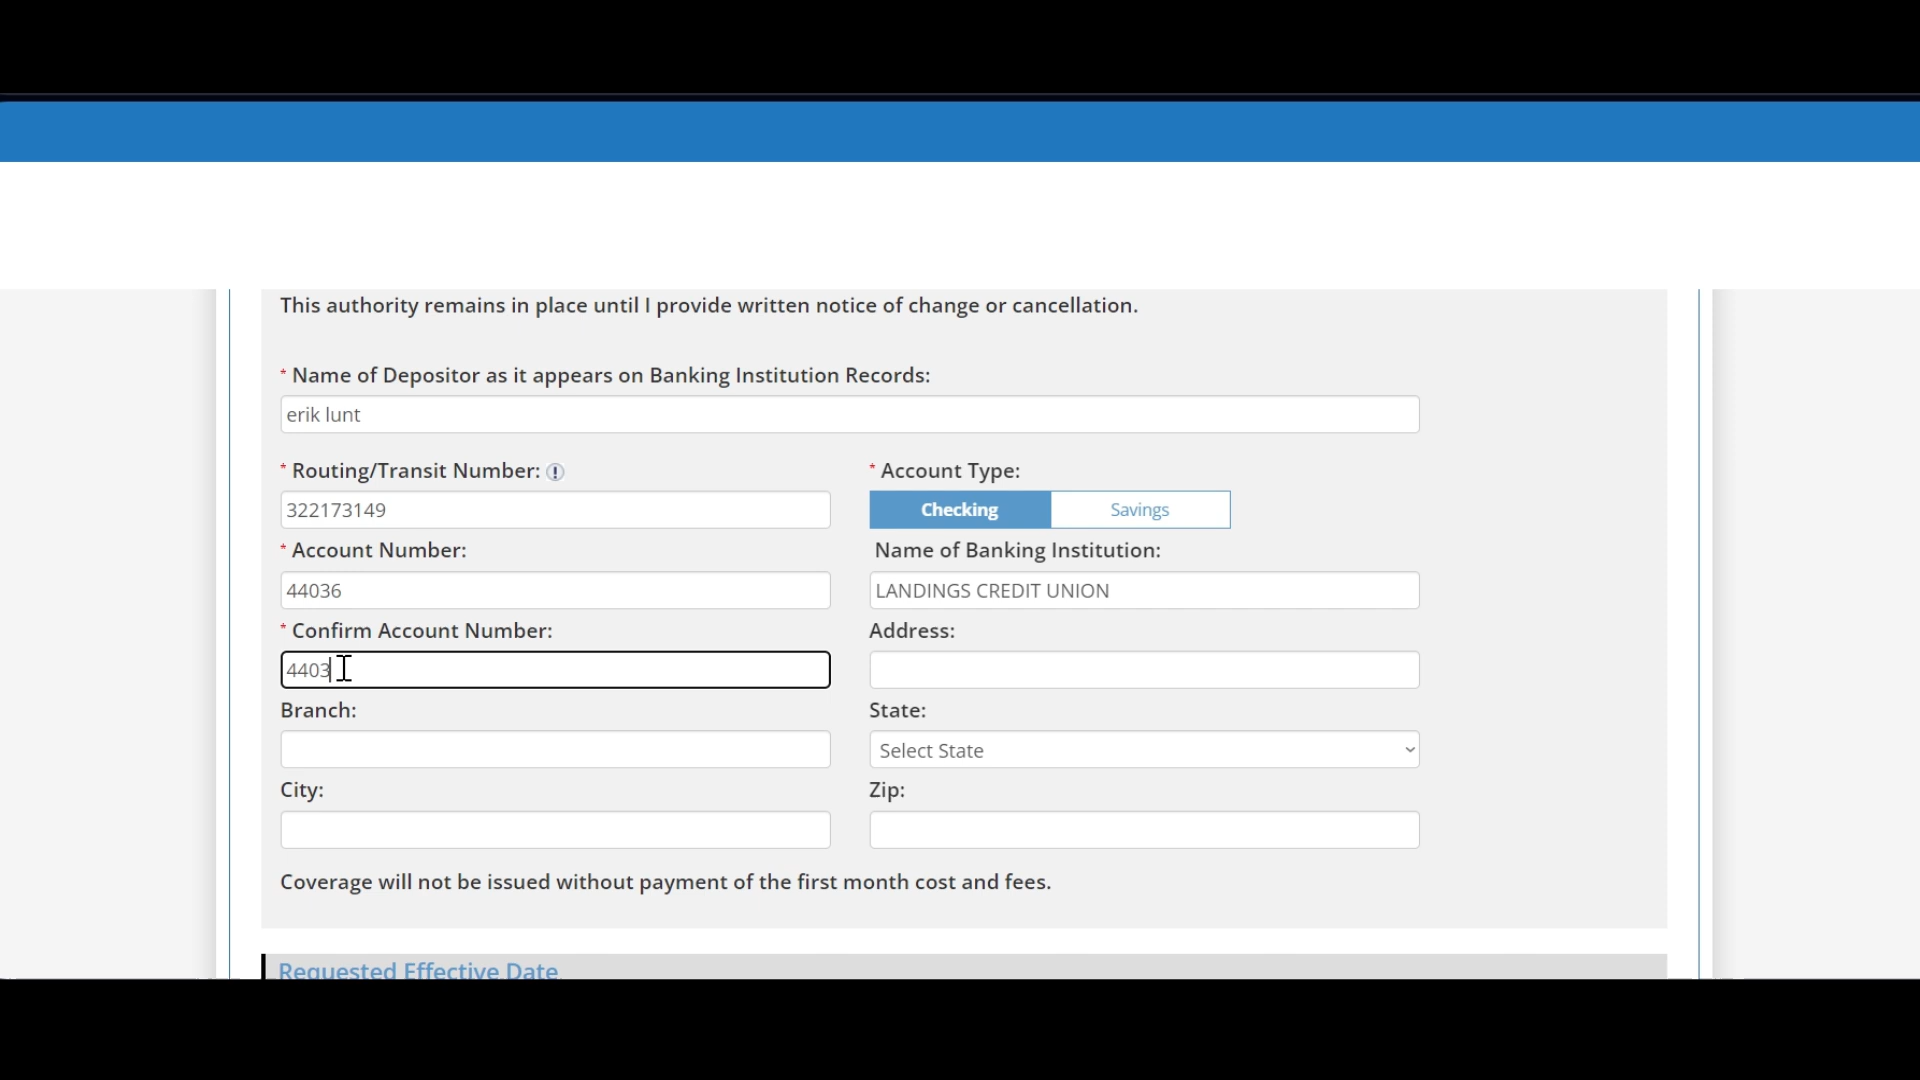 This authority remains in place until I provide written notice of change or cancellation.
* Name of Depositor as it appears on Banking Institution Records:
erik lunt
* Routing/Transit Number: !
* Account Type:
322173149
Checking Savings
* Account Number:
Name of Banking Institution:
44036
LANDINGS CREDIT UNION
* Confirm Account Number:
Address:
4403
Branch:
State:
Select State
City:
Zip:
Coverage will not be issued without payment of the first month cost and fees.
Requested Effective Date